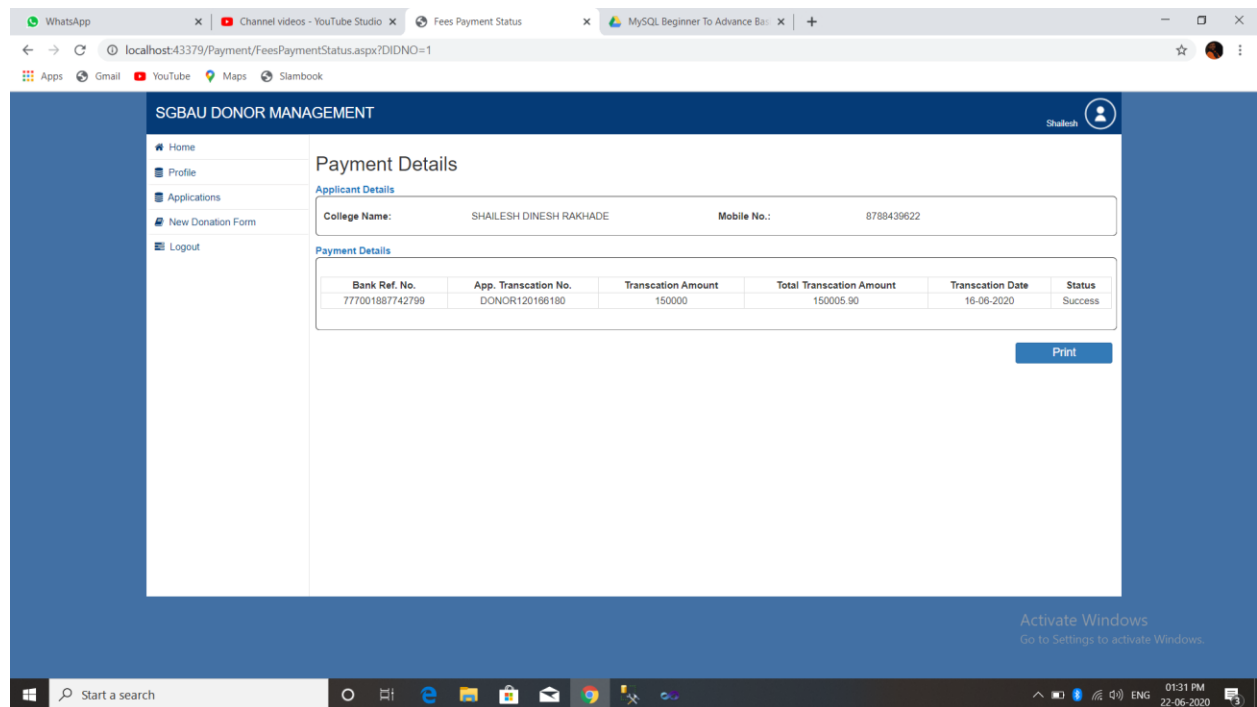 WhatsApp
Channel videos - YouTube Studio
Fees Payment Status
MySQL Beginner To Advance Bas
localhost:43379/Payment/FeesPaymentStatus.aspx?DIDNO=1
Apps Gmail YouTube Maps Slambook
SGBAU DONOR MANAGEMENT
Shailesh
Home
Profile
Applications
New Donation Form
Logout
Payment Details
Applicant Details
College Name: SHAILESH DINESH RAKHADE Mobile No.: 8788439622
Payment Details
Bank Ref. No. App. Transcation No. Transcation Amount Total Transcation Amount Transcation Date Status
777001887742799 DONOR120166180 150000 150005.90 16-06-2020 Success
Print
Activate Windows
Go to Settings to activate Windows.
Start a search
ENG
01:31 PM
22-06-2020
3